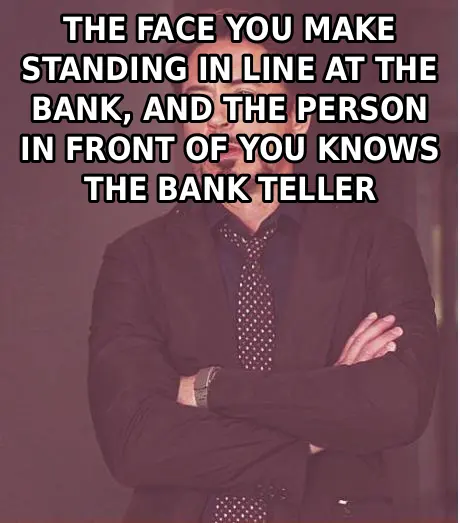 THE FACE YOU MAKE
STANDING IN LINE AT THE
BANK, AND THE PERSON
IN FRONT OF YOU KNOWS
THE BANK TELLER